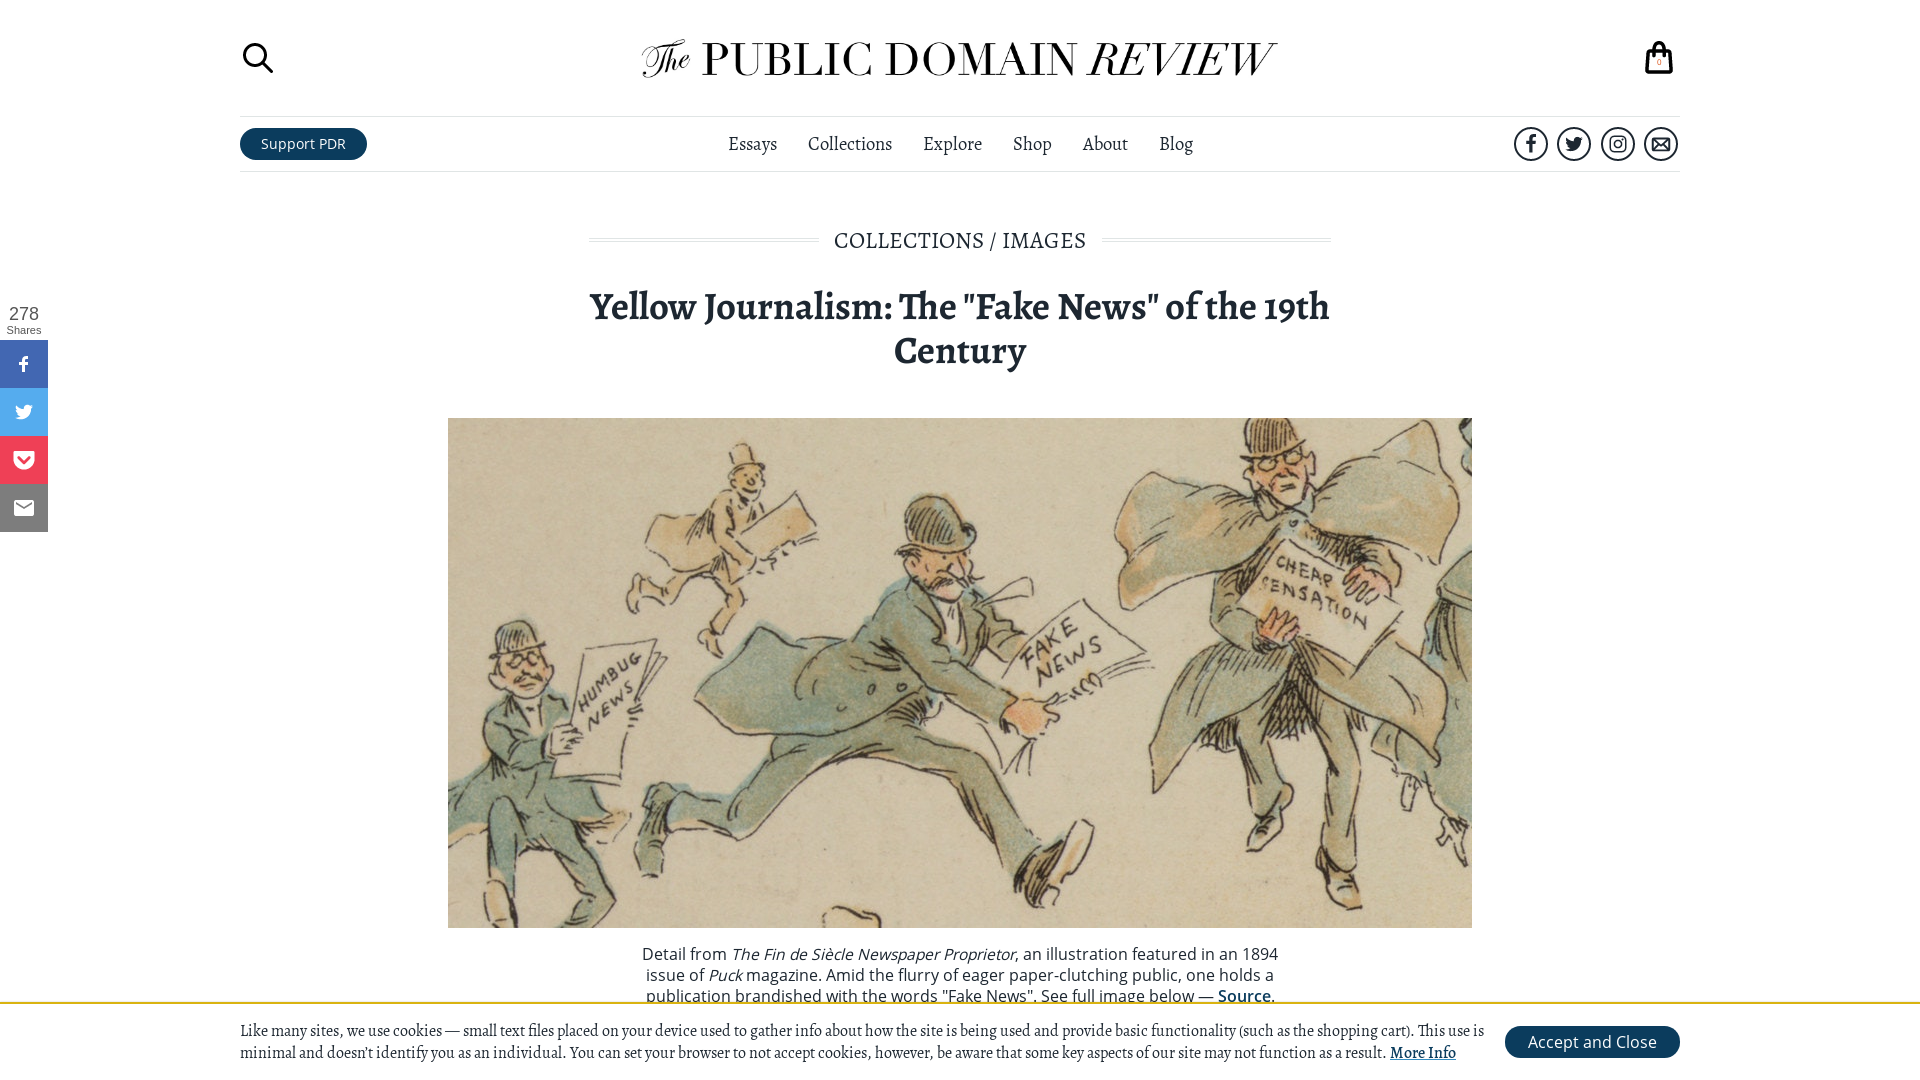 The PUBLIC DOMAIN REVIEW
0
Support PDR
Essays
Collections
Explore
Shop
About
Blog
COLLECTIONS / IMAGES
Yellow Journalism: The "Fake News" of the 19th
Century
278
Shares
HUMBUG
NEWS
FAKE
NEWS
CHEAP
SENSATION
Detail from The Fin de Siècle Newspaper Proprietor, an illustration featured in an 1894
issue of Puck magazine. Amid the flurry of eager paper-clutching public, one holds a
publication brandished with the words "Fake News". See full image below — Source.
Like many sites, we use cookies — small text files placed on your device used to gather info about how the site is being used and provide basic functionality (such as the shopping cart). This use is
minimal and doesn't identify you as an individual. You can set your browser to not accept cookies, however, be aware that some key aspects of our site may not function as a result. More Info
Accept and Close